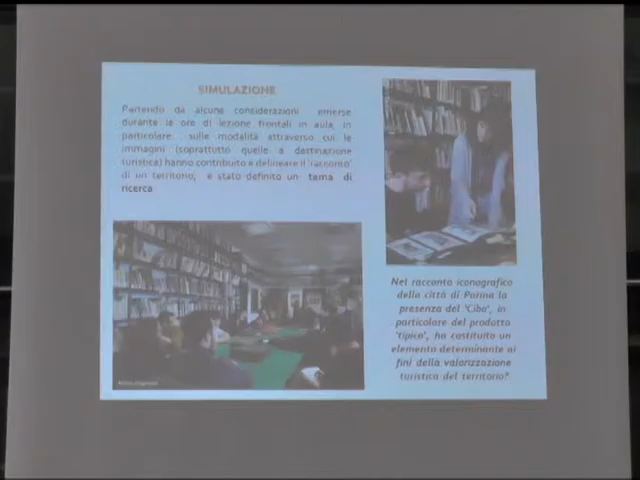 SIMULAZIONE
Partendo da alcune considerazioni emerse
durante le ore di lezione frontali in aula, in
particolare sulle modalità attraverso cui le
immagini (soprattutto quelle a destinazione
turistica) hanno contribuito a delineare il 'racconto'
di un territorio, è stato definito un tema di
ricerca
Nel racconto iconografico
della città di Parma la
presenza del 'Cibo', in
particolare del prodotto
'tipico', ha costituito un
elemento determinante ai
fini della valorizzazione
turistica del territorio?